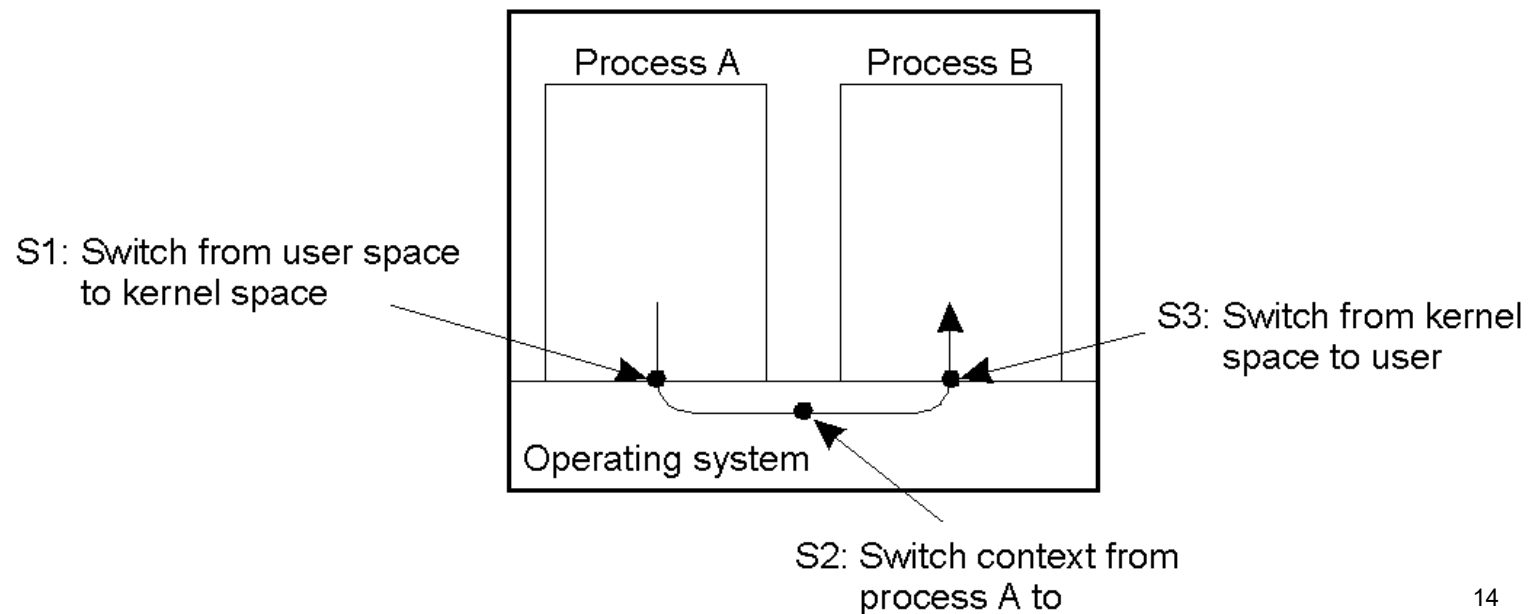 Process A
Process B
S1: Switch from user space
to kernel space
S3: Switch from kernel
space to user
Operating system
S2: Switch context from
process A to
14